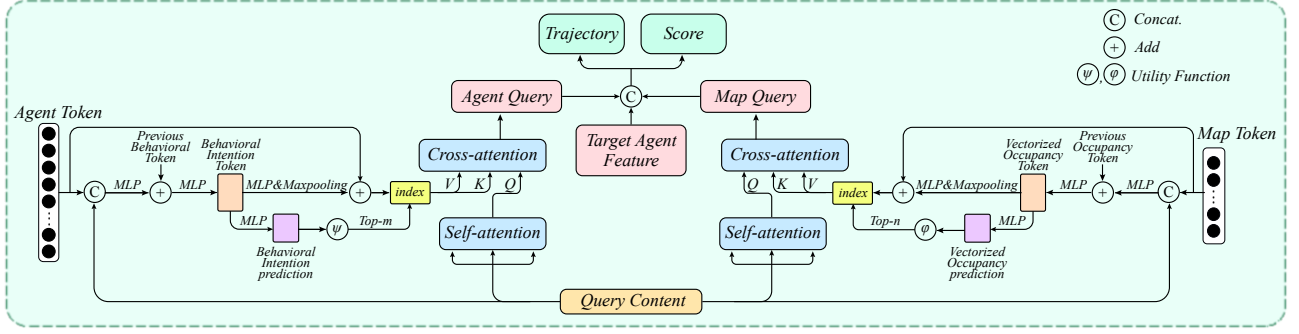 Trajectory
Score
C
Concat.
+
Add
ψ , φ Utility Function
Agent Query
C
Map Query
Target Agent
Feature
Agent Token
Previous
Behavioral
Token
Behavioral
Intention
Token
C
MLP
+
MLP
MLP&Maxpooling
+
index
V
K
Q
Cross-attention
MLP
ψ
Top-m
Behavioral
Intention
prediction
Self-attention
Map Token
Previous
Occupancy
Token
Vectorized
Occupancy
Token
C
MLP
+
MLP
MLP&Maxpooling
+
index
V
K
Q
Cross-attention
MLP
φ
Top-n
Vectorized
Occupancy
prediction
Self-attention
Query Content